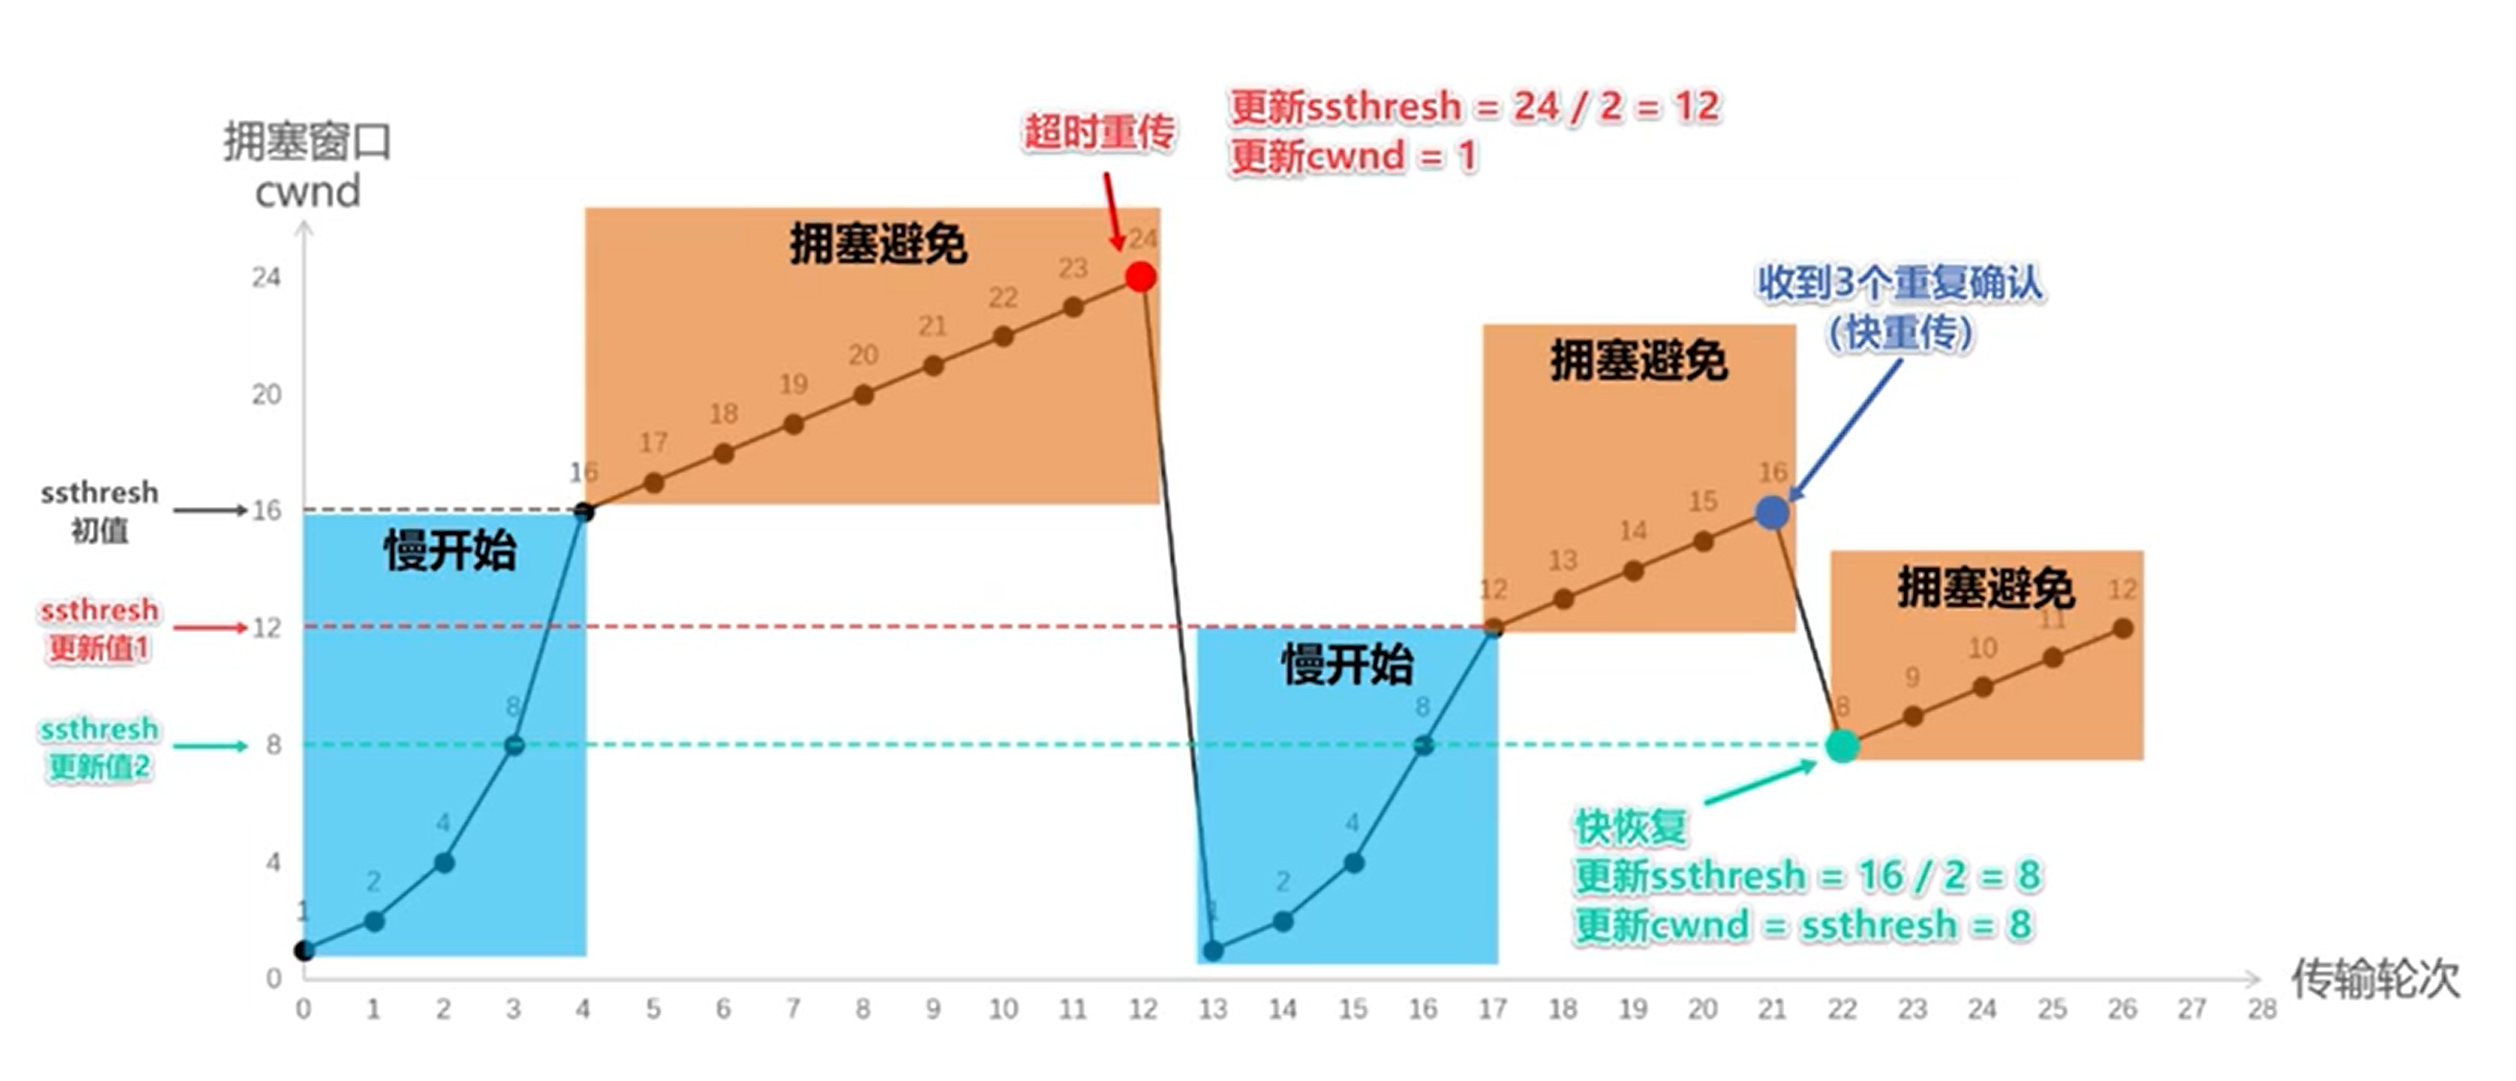 更新ssthresh = 24 / 2 = 12
更新cwnd = 1
超时重传
拥塞窗口
cwnd
拥塞避免
24
23
22
21
20
19
18
17
16
收到3个重复确认
(快重传)
拥塞避免
16
15
14
13
12
拥塞避免
12
11
10
9
8
24
20
16
12
8
4
0
ssthresh
初值
ssthresh
更新值1
ssthresh
更新值2
慢开始
8
4
2
1
慢开始
8
4
2
1
快恢复
更新ssthresh = 16 / 2 = 8
更新cwnd = ssthresh = 8
0 1 2 3 4 5 6 7 8 9 10 11 12 13 14 15 16 17 18 19 20 21 22 23 24 25 26 27 28
传输轮次